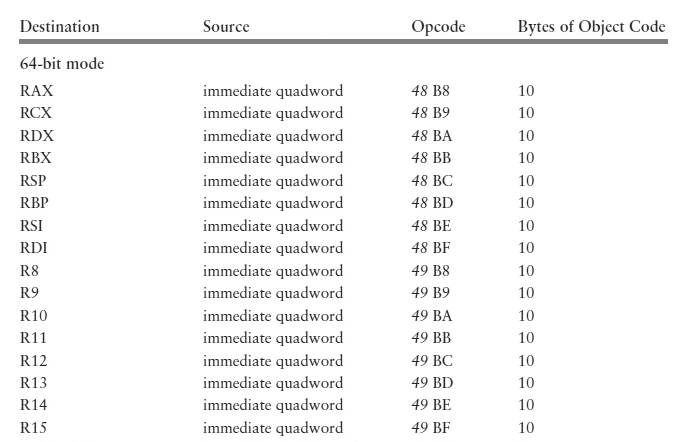 Destination Source Opcode Bytes of Object Code
64-bit mode
RAX immediate quadword 48 B8 10
RCX immediate quadword 48 B9 10
RDX immediate quadword 48 BA 10
RBX immediate quadword 48 BB 10
RSP immediate quadword 48 BC 10
RBP immediate quadword 48 BD 10
RSI immediate quadword 48 BE 10
RDI immediate quadword 48 BF 10
R8 immediate quadword 49 B8 10
R9 immediate quadword 49 B9 10
R10 immediate quadword 49 BA 10
R11 immediate quadword 49 BB 10
R12 immediate quadword 49 BC 10
R13 immediate quadword 49 BD 10
R14 immediate quadword 49 BE 10
R15 immediate quadword 49 BF 10